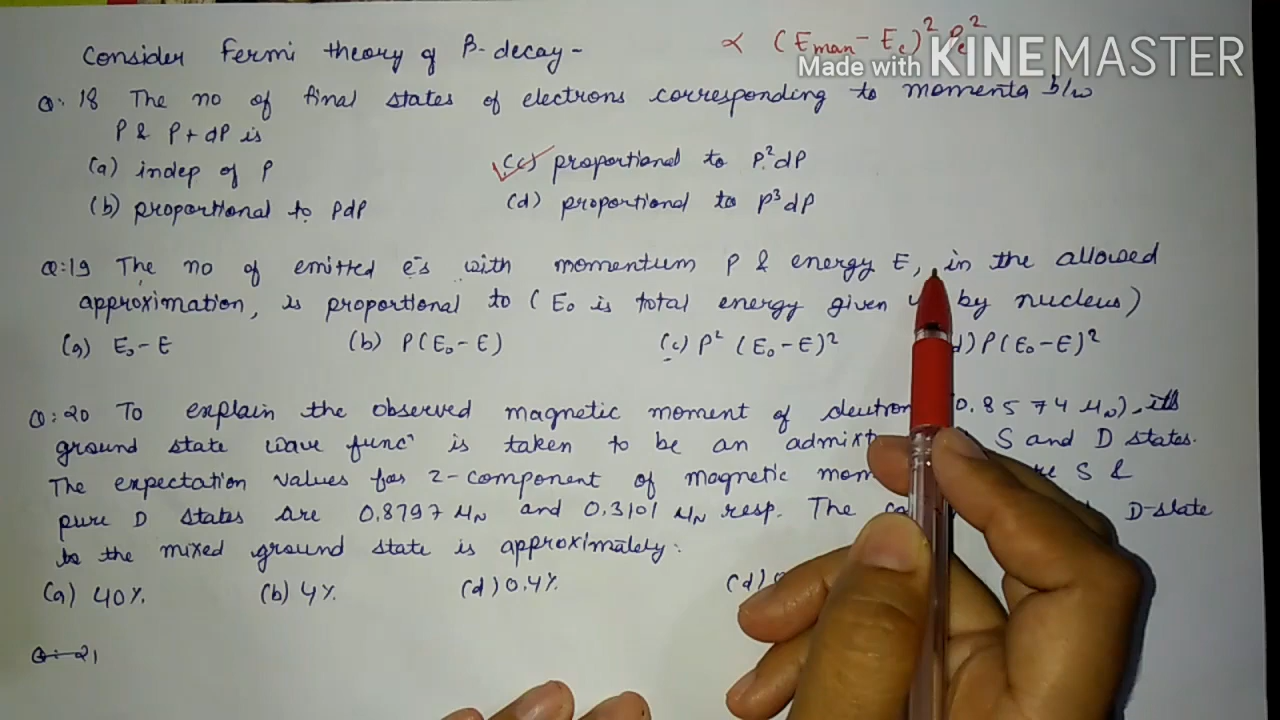 ∝ (Eman - Ee)² Pe²
Made with KINEMASTER
Consider Fermi theory of β-decay -
Q: 18 The no of final states of electrons corresponding to momenta b/w
P & P+dP is
(a) indep of P
(c) proportional to P²dP
(b) proportional to PdP
(d) proportional to P³dP
Q:19 The no of emitted e⁻s with momentum P & energy E, in the allowed
approximation, is proportional to (E₀ is total energy given by nucleus)
(a) E₀-E (b) P(E₀-E) (c) P²(E₀-E)² d) P(E₀-E)²
Q:20 To explain the observed magnetic moment of deutron 0.8574 μN), its
ground state wave funcⁿ is taken to be an S and D states.
The expectation values for z-component of magnetic S &
pure D states are 0.8797 μN and 0.3101 μN resp. The D-state
to the mixed ground state is approximately:
(a) 40%. (b) 4%. (d) 0.4%. (d)
Q: 21